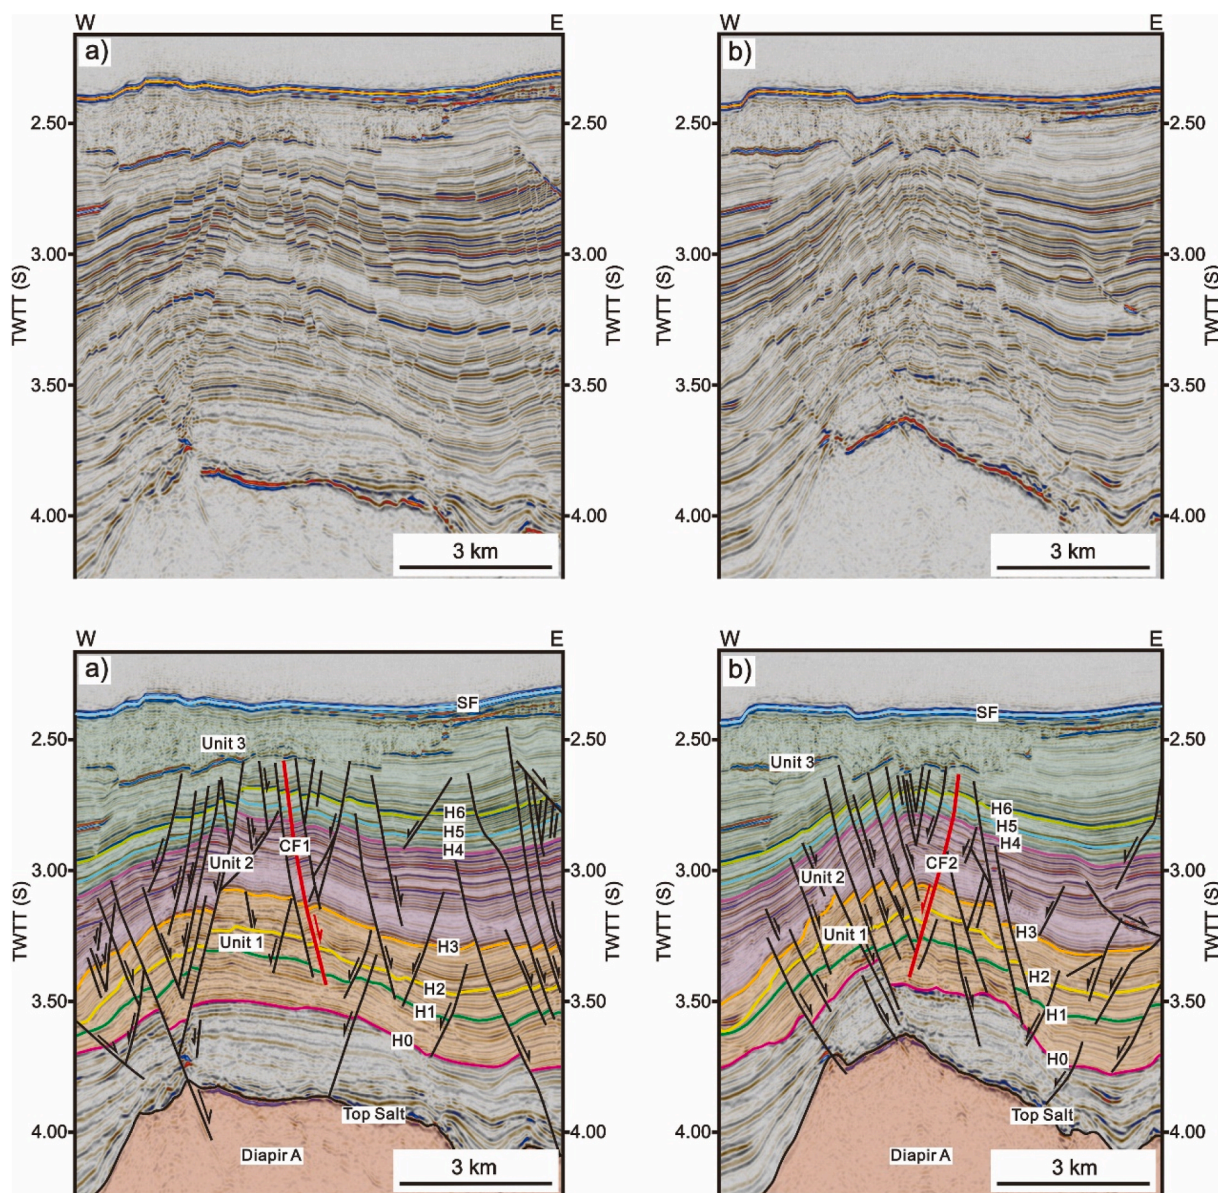 W E W E
a) b)
2.50 2.50 2.50 2.50
3.00 3.00 3.00 3.00
TWTT (S) TWTT (S) TWTT (S) TWTT (S)
3.50 3.50 3.50 3.50
4.00 4.00 4.00 4.00
3 km 3 km
W E W E
a) b)
SF SF
2.50 2.50 2.50 2.50
Unit 3 Unit 3
H6 H6
H5 H5
H4 H4
CF1 CF2
3.00 3.00 3.00 3.00
Unit 2 Unit 2
TWTT (S) TWTT (S) TWTT (S) TWTT (S)
Unit 1 Unit 1
H3 H3
H2 H2
3.50 3.50 3.50 3.50
H1 H1
H0 H0
Top Salt Top Salt
4.00 4.00 4.00 4.00
Diapir A Diapir A
3 km 3 km